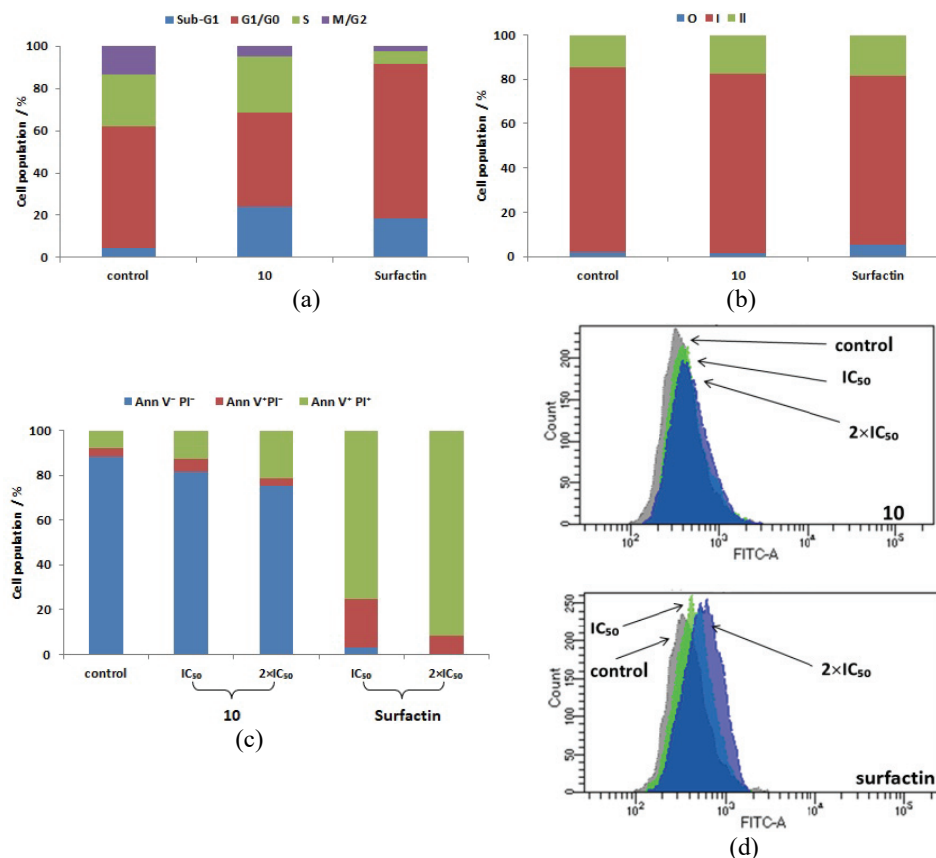 Sub-G1 G1/G0 S M/G2
Cell population / %
100
80
60
40
20
0
control 10 Surfactin
(a)
O I II
Cell population / %
100
80
60
40
20
0
control 10 Surfactin
(b)
Ann V⁻ PI⁻ Ann V⁺PI⁻ Ann V⁺ PI⁺
Cell population / %
100
80
60
40
20
0
control IC₅₀ 2×IC₅₀ IC₅₀ 2×IC₅₀
10 Surfactin
(c)
control
IC₅₀
2×IC₅₀
Count
200
150
100
50
0
10
10² 10³ 10⁴ 10⁵
FITC-A
IC₅₀
control
2×IC₅₀
Count
250
200
150
100
50
0
surfactin
10² 10³ 10⁴ 10⁵
FITC-A
(d)